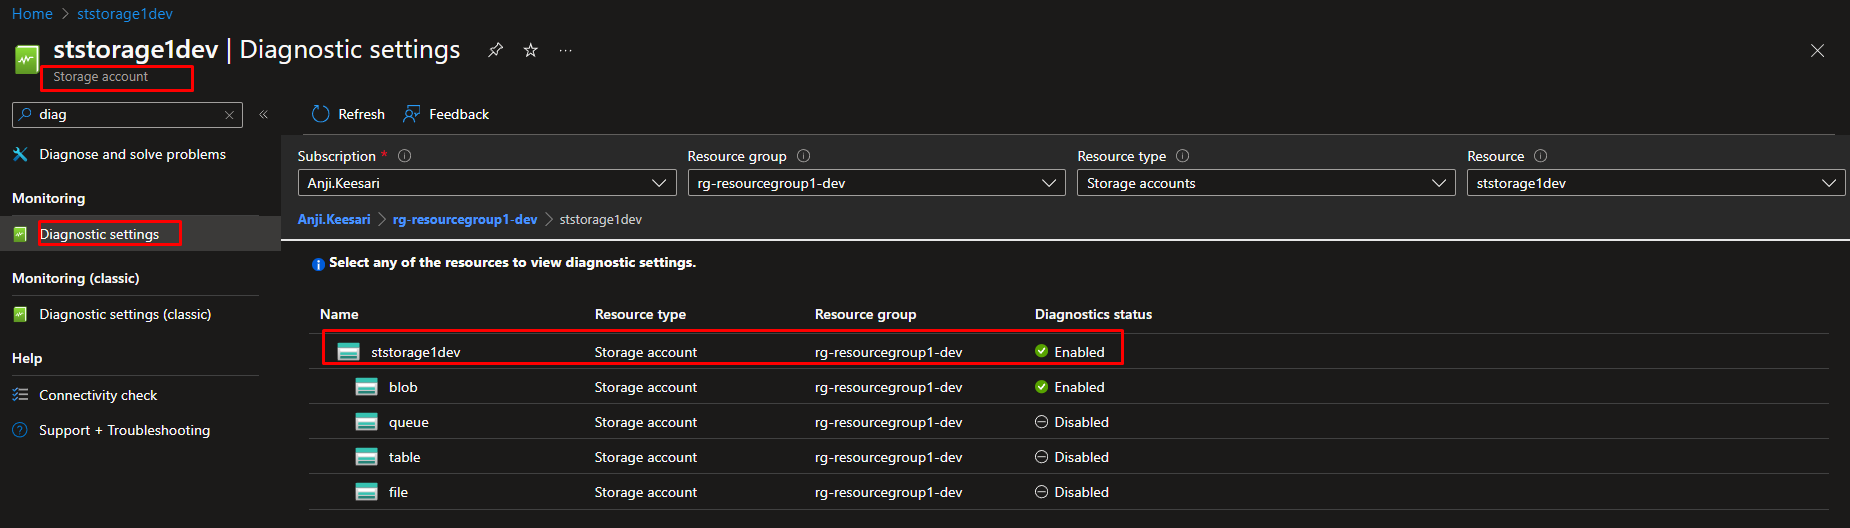 Home > ststorage1dev
ststorage1dev | Diagnostic settings ...
Storage account
diag
Diagnose and solve problems
Monitoring
Diagnostic settings
Monitoring (classic)
Diagnostic settings (classic)
Help
Connectivity check
Support + Troubleshooting
Refresh Feedback
Subscription * Resource group Resource type Resource
Anji.Keesari rg-resourcegroup1-dev Storage accounts ststorage1dev
Anji.Keesari > rg-resourcegroup1-dev > ststorage1dev
Select any of the resources to view diagnostic settings.
Name Resource type Resource group Diagnostics status
ststorage1dev Storage account rg-resourcegroup1-dev Enabled
blob Storage account rg-resourcegroup1-dev Enabled
queue Storage account rg-resourcegroup1-dev Disabled
table Storage account rg-resourcegroup1-dev Disabled
file Storage account rg-resourcegroup1-dev Disabled